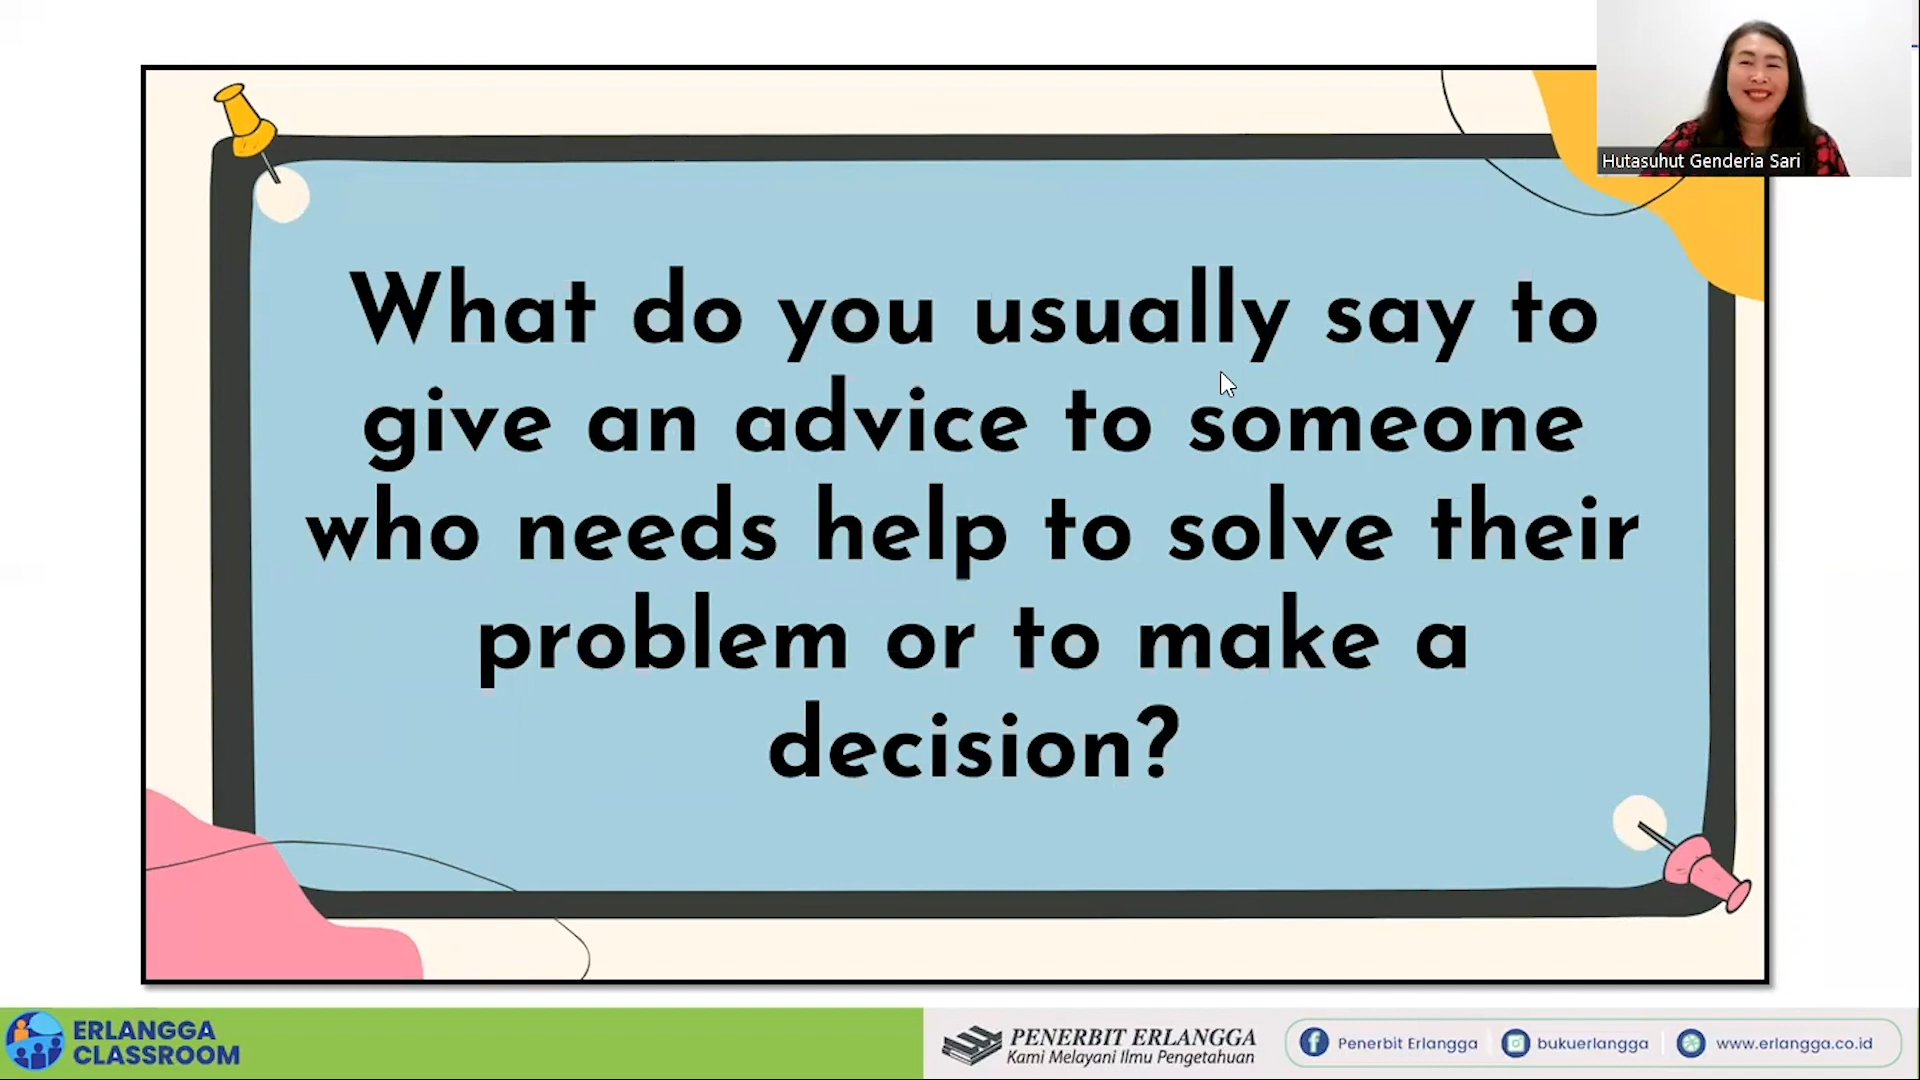 Hutasuhut Genderia Sari
What do you usually say to
give an advice to someone
who needs help to solve their
problem or to make a
decision?
ERLANGGA
CLASSROOM
PENERBIT ERLANGGA
Kami Melayani Ilmu Pengetahuan
Penerbit Erlangga
bukuerlangga
www.erlangga.co.id